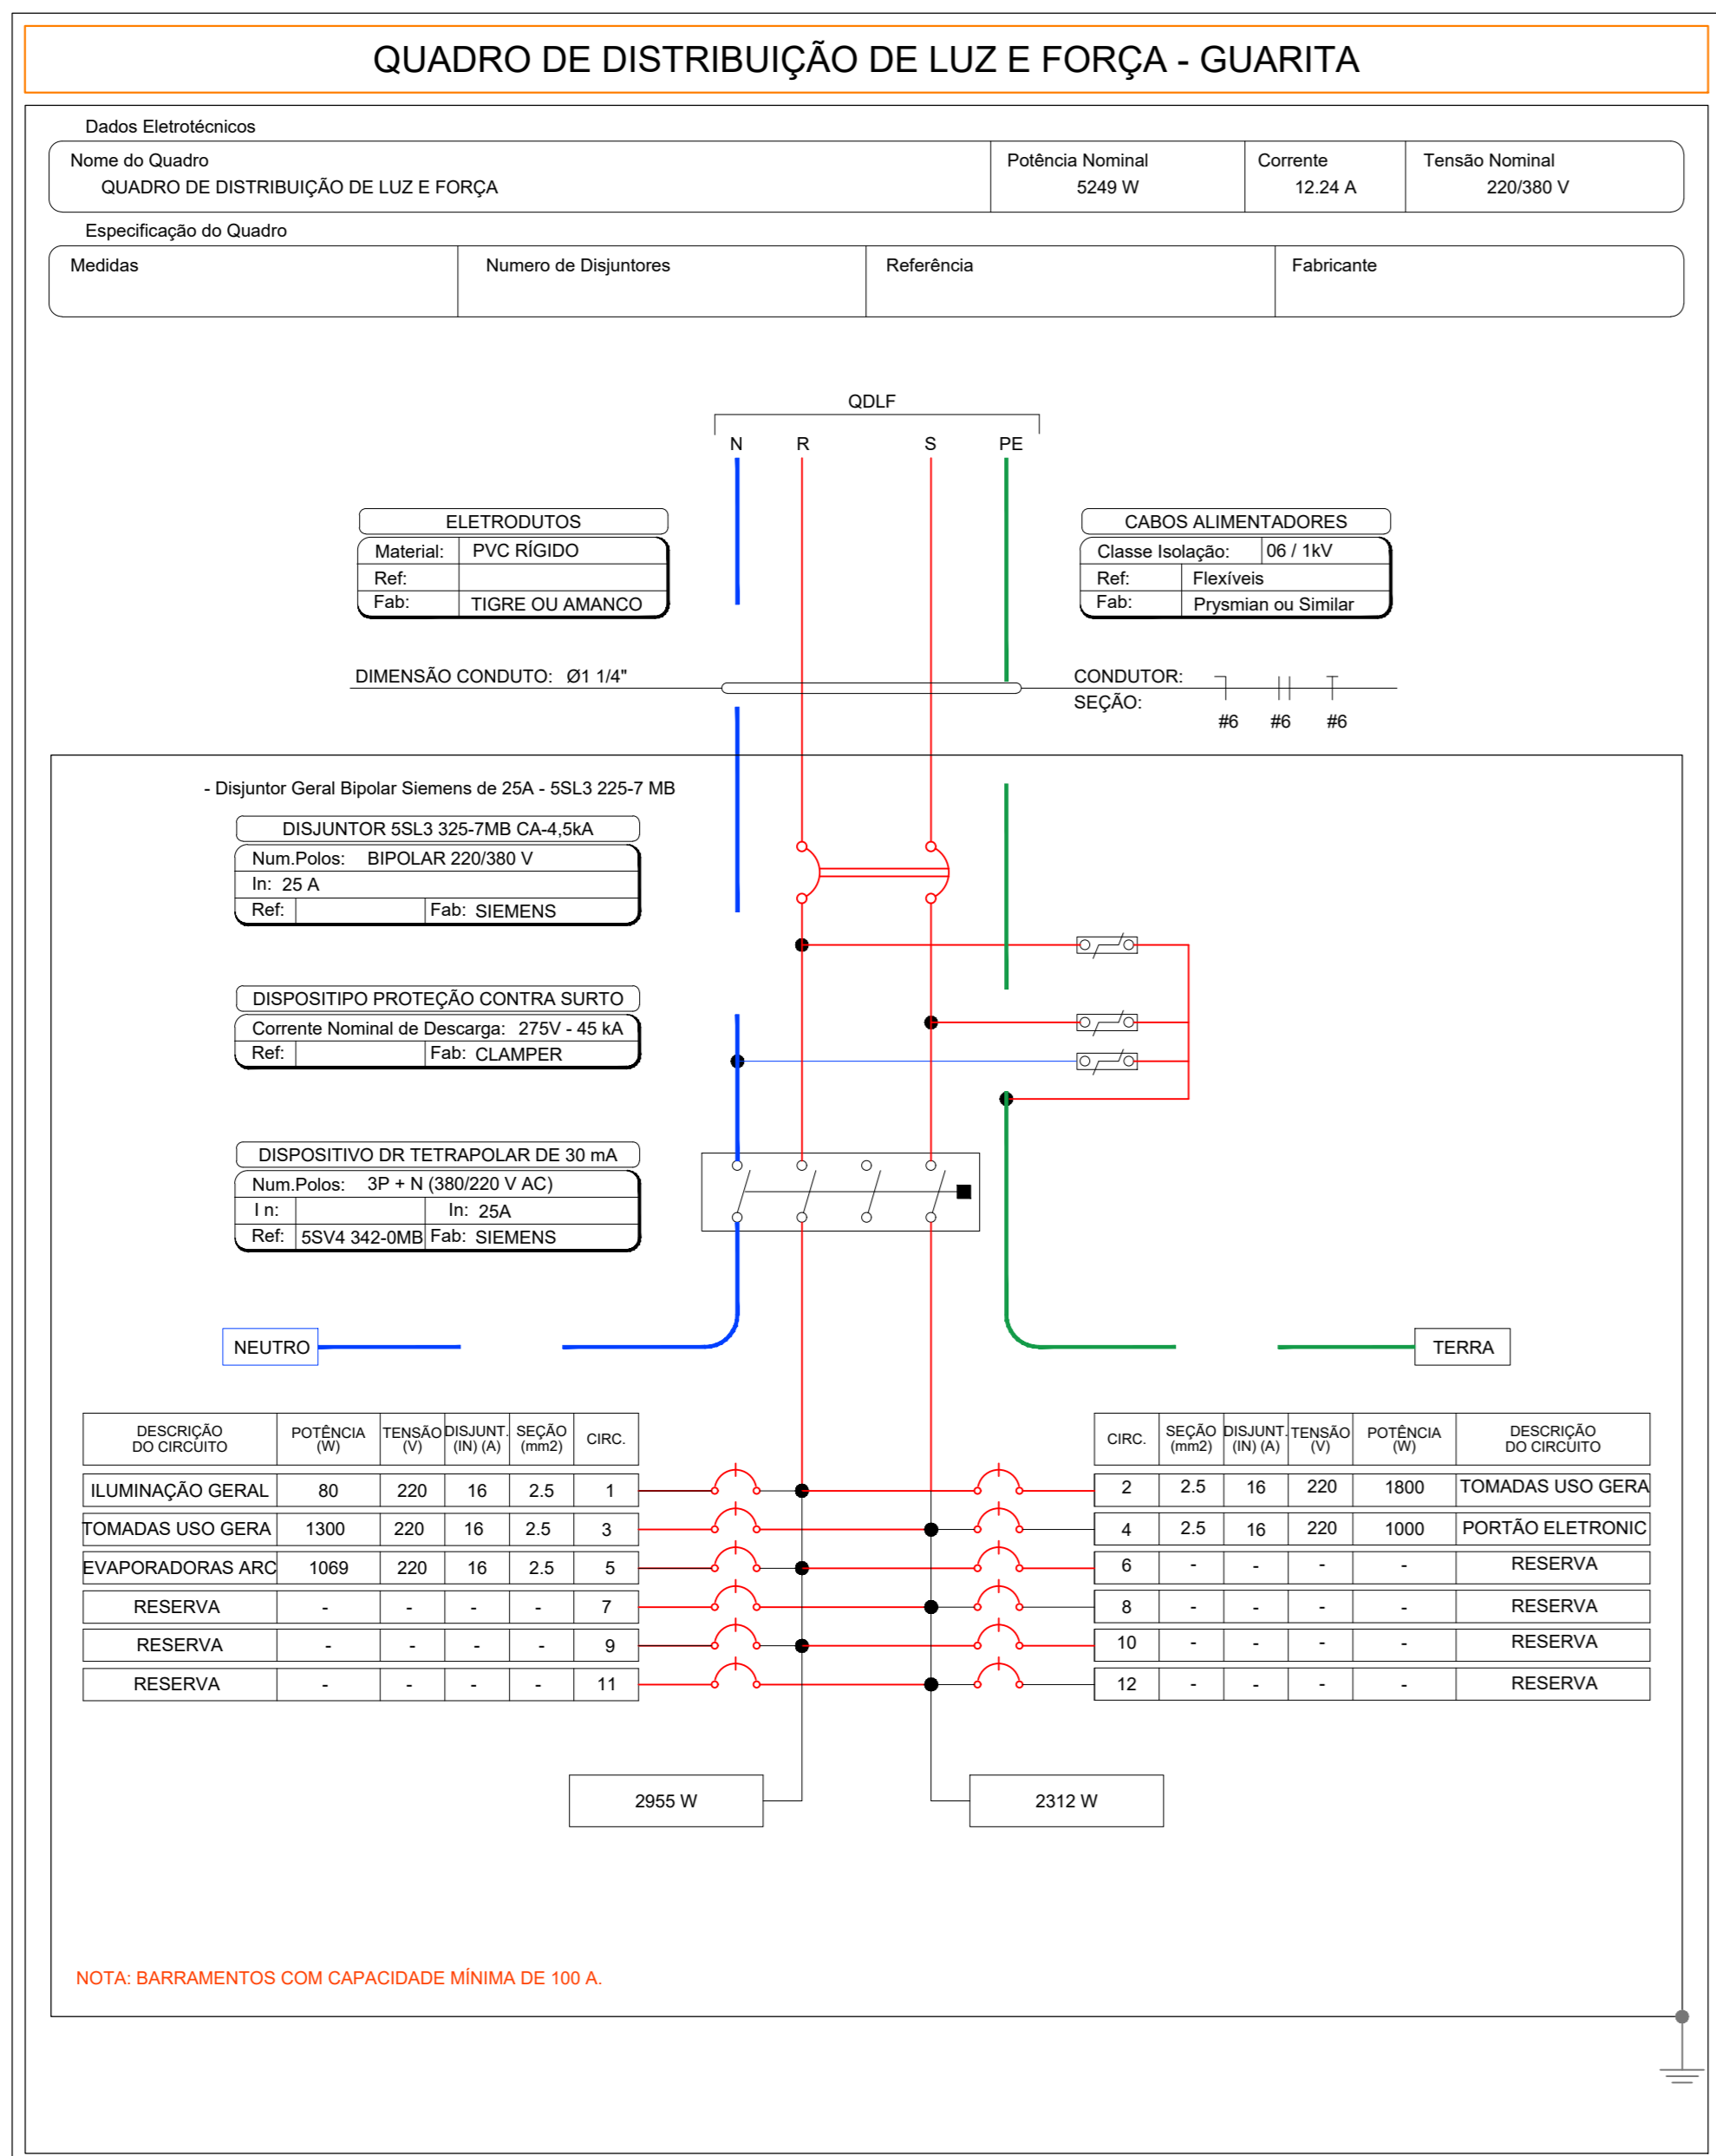 QUADRO DE DISTRIBUIÇÃO DE LUZ E FORÇA - GUARITA
Dados Eletrotécnicos
Nome do Quadro Potência Nominal Corrente Tensão Nominal
QUADRO DE DISTRIBUIÇÃO DE LUZ E FORÇA 5249 W 12.24 A 220/380 V
Especificação do Quadro
Medidas Numero de Disjuntores Referência Fabricante
QDLF
N R S PE
ELETRODUTOS
Material: PVC RÍGIDO
Ref:
Fab: TIGRE OU AMANCO
CABOS ALIMENTADORES
Classe Isolação: 06 / 1kV
Ref: Flexíveis
Fab: Prysmian ou Similar
DIMENSÃO CONDUTO: Ø1 1/4"
CONDUTOR:
SEÇÃO:
#6 #6 #6
- Disjuntor Geral Bipolar Siemens de 25A - 5SL3 225-7 MB
DISJUNTOR 5SL3 325-7MB CA-4,5kA
Num.Polos: BIPOLAR 220/380 V
In: 25 A
Ref: Fab: SIEMENS
DISPOSITIPO PROTEÇÃO CONTRA SURTO
Corrente Nominal de Descarga: 275V - 45 kA
Ref: Fab: CLAMPER
DISPOSITIVO DR TETRAPOLAR DE 30 mA
Num.Polos: 3P + N (380/220 V AC)
I n: In: 25A
Ref: 5SV4 342-0MB Fab: SIEMENS
NEUTRO
TERRA
DESCRIÇÃO DO CIRCUITO POTÊNCIA (W) TENSÃO (V) DISJUNT. (IN) (A) SEÇÃO (mm2) CIRC.
ILUMINAÇÃO GERAL 80 220 16 2.5 1
TOMADAS USO GERA 1300 220 16 2.5 3
EVAPORADORAS ARC 1069 220 16 2.5 5
RESERVA - - - - 7
RESERVA - - - - 9
RESERVA - - - - 11
CIRC. SEÇÃO (mm2) DISJUNT. (IN) (A) TENSÃO (V) POTÊNCIA (W) DESCRIÇÃO DO CIRCUITO
2 2.5 16 220 1800 TOMADAS USO GERA
4 2.5 16 220 1000 PORTÃO ELETRONIC
6 - - - - RESERVA
8 - - - - RESERVA
10 - - - - RESERVA
12 - - - - RESERVA
2955 W
2312 W
NOTA: BARRAMENTOS COM CAPACIDADE MÍNIMA DE 100 A.